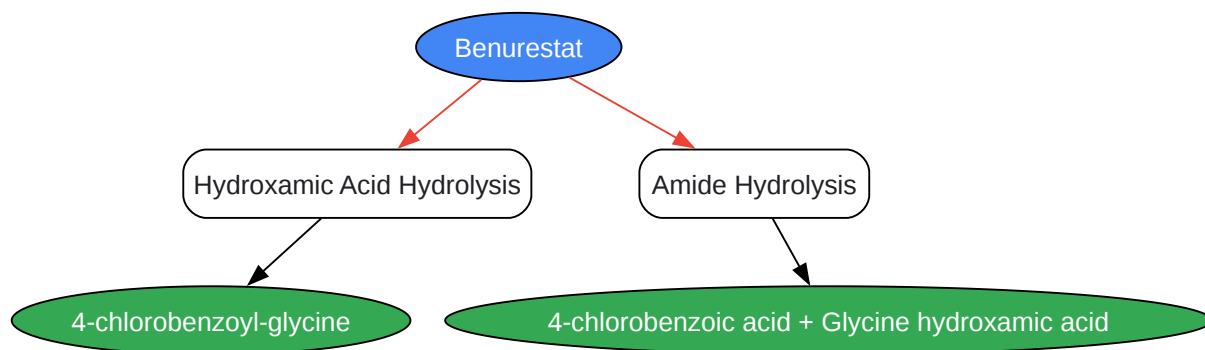 Benurestat
Hydroxamic Acid Hydrolysis
Amide Hydrolysis
4-chlorobenzoyl-glycine
4-chlorobenzoic acid + Glycine hydroxamic acid